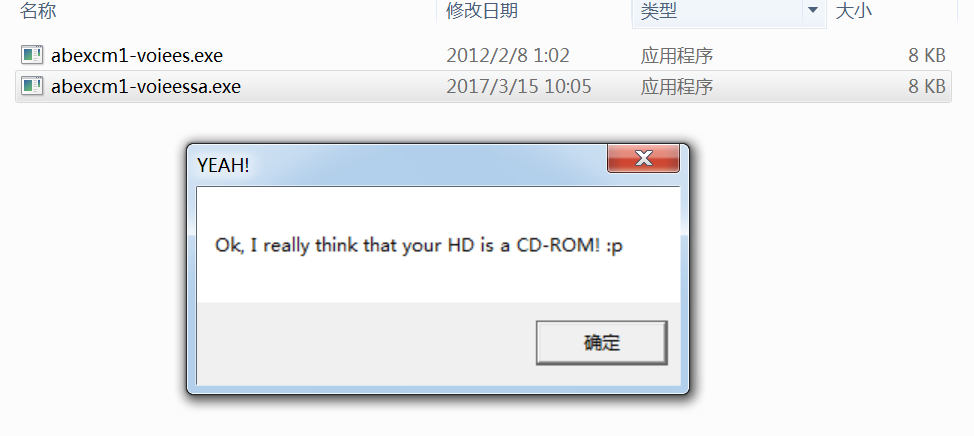 名称 修改日期 类型 大小
abexcm1-voiees.exe 2012/2/8 1:02 应用程序 8 KB
abexcm1-voieessa.exe 2017/3/15 10:05 应用程序 8 KB
YEAH!
Ok, I really think that your HD is a CD-ROM! :p
确定